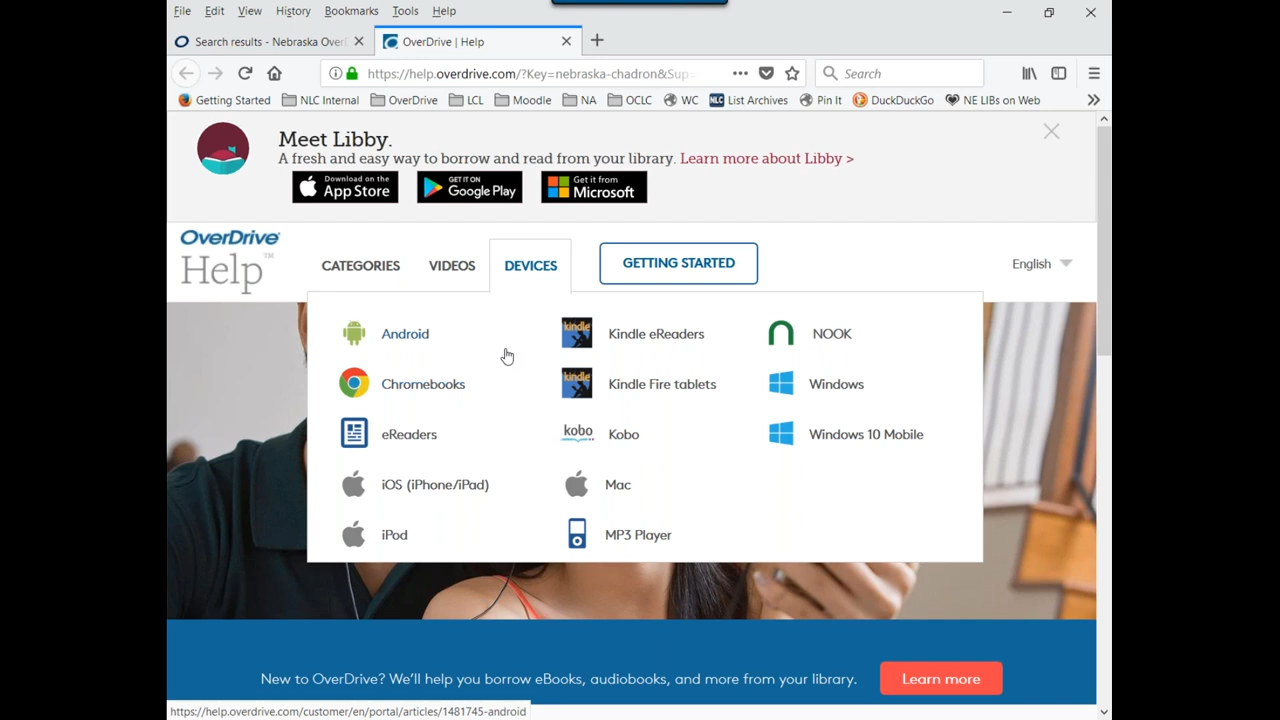 File Edit View History Bookmarks Tools Help
Search results - Nebraska Over
OverDrive | Help
https://help.overdrive.com/?Key=nebraska-chadron&Sup
Search
Getting Started NLC Internal OverDrive LCL Moodle NA OCLC WC NLC List Archives Pin It DuckDuckGo NE LIBs on Web
Meet Libby.
A fresh and easy way to borrow and read from your library. Learn more about Libby >
Download on the
App Store
GET IT ON
Google Play
Get it from
Microsoft
OverDrive
Help™
CATEGORIES VIDEOS DEVICES GETTING STARTED
English
Android
kindle
Kindle eReaders
n
NOOK
Chromebooks
kindle
Kindle Fire tablets
Windows
eReaders
kobo
Kobo
Windows 10 Mobile
iOS (iPhone/iPad)
Mac
iPod
MP3 Player
New to OverDrive? We'll help you borrow eBooks, audiobooks, and more from your library.
Learn more
https://help.overdrive.com/customer/en/portal/articles/1481745-android